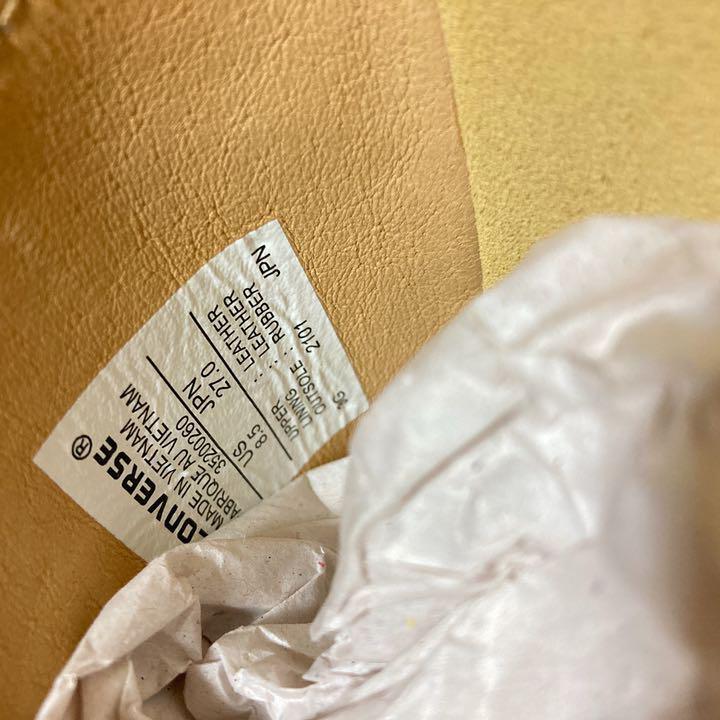 CONVERSE®
MADE IN VIETNAM
FABRIQUE AU VIETNAM
35200260
US JPN
8.5 27.0
UPPER : LEATHER
LINING : LEATHER
OUTSOLE : RUBBER JPN
2101